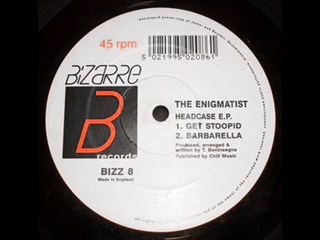 45 rpm
5 021995 020861
BiZARRE
B
records
BIZZ 8
Made in England
THE ENIGMATIST
HEADCASE E.P.
1. GET STOOPID
2. BARBARELLA
Produced, arranged &
written by T. Boninsegna
Published by Chill Music